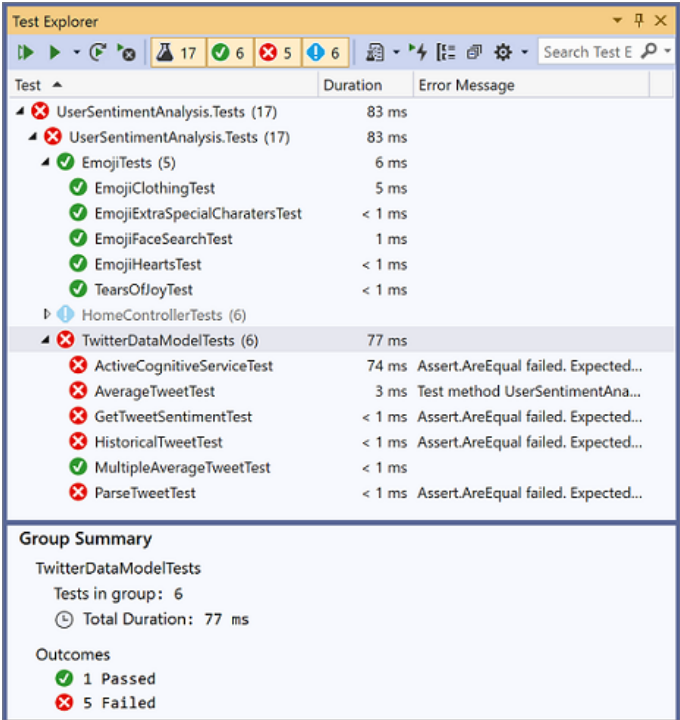 Test Explorer
17 6 5 6 Search Test E
Test Duration Error Message
UserSentimentAnalysis.Tests (17) 83 ms
UserSentimentAnalysis.Tests (17) 83 ms
EmojiTests (5) 6 ms
EmojiClothingTest 5 ms
EmojiExtraSpecialCharatersTest < 1 ms
EmojiFaceSearchTest 1 ms
EmojiHeartsTest < 1 ms
TearsOfJoyTest < 1 ms
HomeControllerTests (6)
TwitterDataModelTests (6) 77 ms
ActiveCognitiveServiceTest 74 ms Assert.AreEqual failed. Expected...
AverageTweetTest 3 ms Test method UserSentimentAna...
GetTweetSentimentTest < 1 ms Assert.AreEqual failed. Expected...
HistoricalTweetTest < 1 ms Assert.AreEqual failed. Expected...
MultipleAverageTweetTest < 1 ms
ParseTweetTest < 1 ms Assert.AreEqual failed. Expected...
Group Summary
TwitterDataModelTests
Tests in group: 6
Total Duration: 77 ms
Outcomes
1 Passed
5 Failed